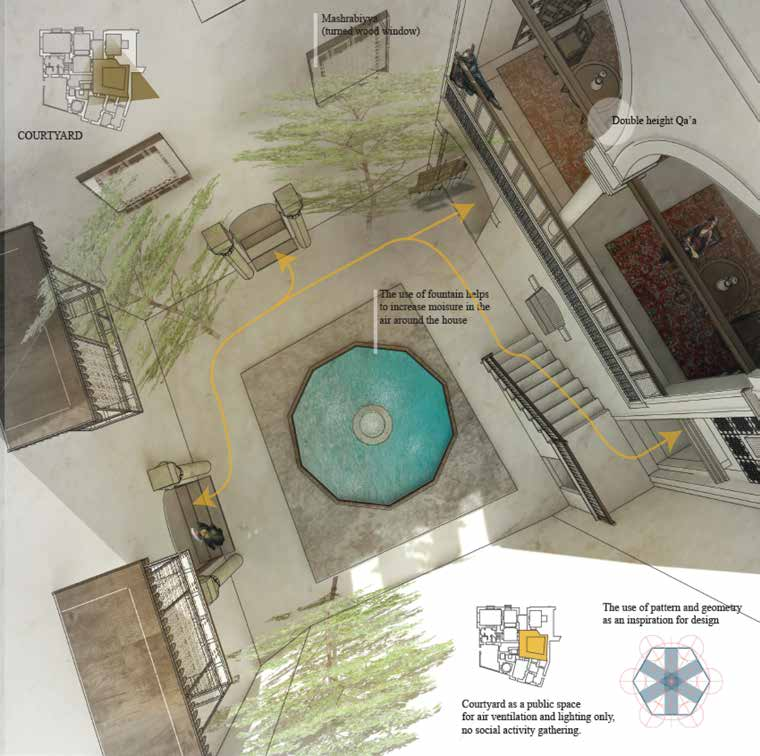 Mashrabiyya
(turned wood window)
COURTYARD
Double height Qa'a
The use of fountain helps
to increase moisure in the
air around the house
The use of pattern and geometry
as an inspiration for design
Courtyard as a public space
for air ventilation and lighting only,
no social activity gathering.